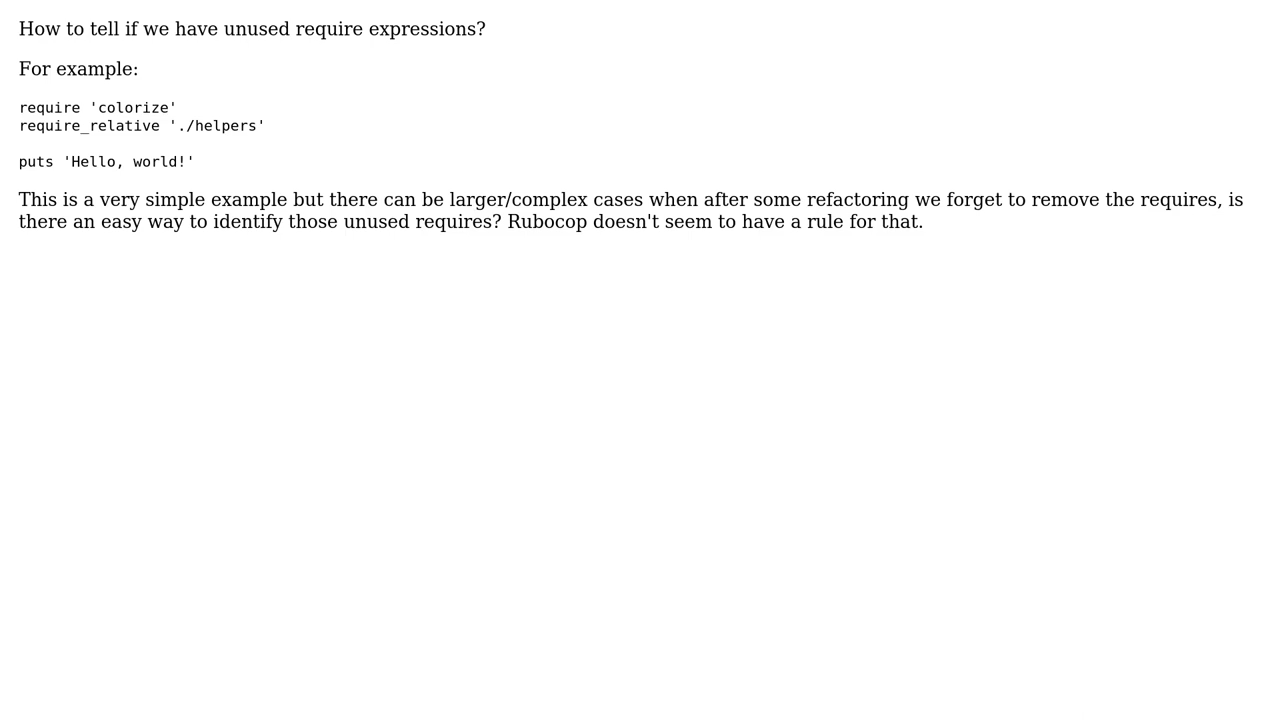 How to tell if we have unused require expressions?
For example:
require 'colorize'
require_relative './helpers'
puts 'Hello, world!'
This is a very simple example but there can be larger/complex cases when after some refactoring we forget to remove the requires, is
there an easy way to identify those unused requires? Rubocop doesn't seem to have a rule for that.